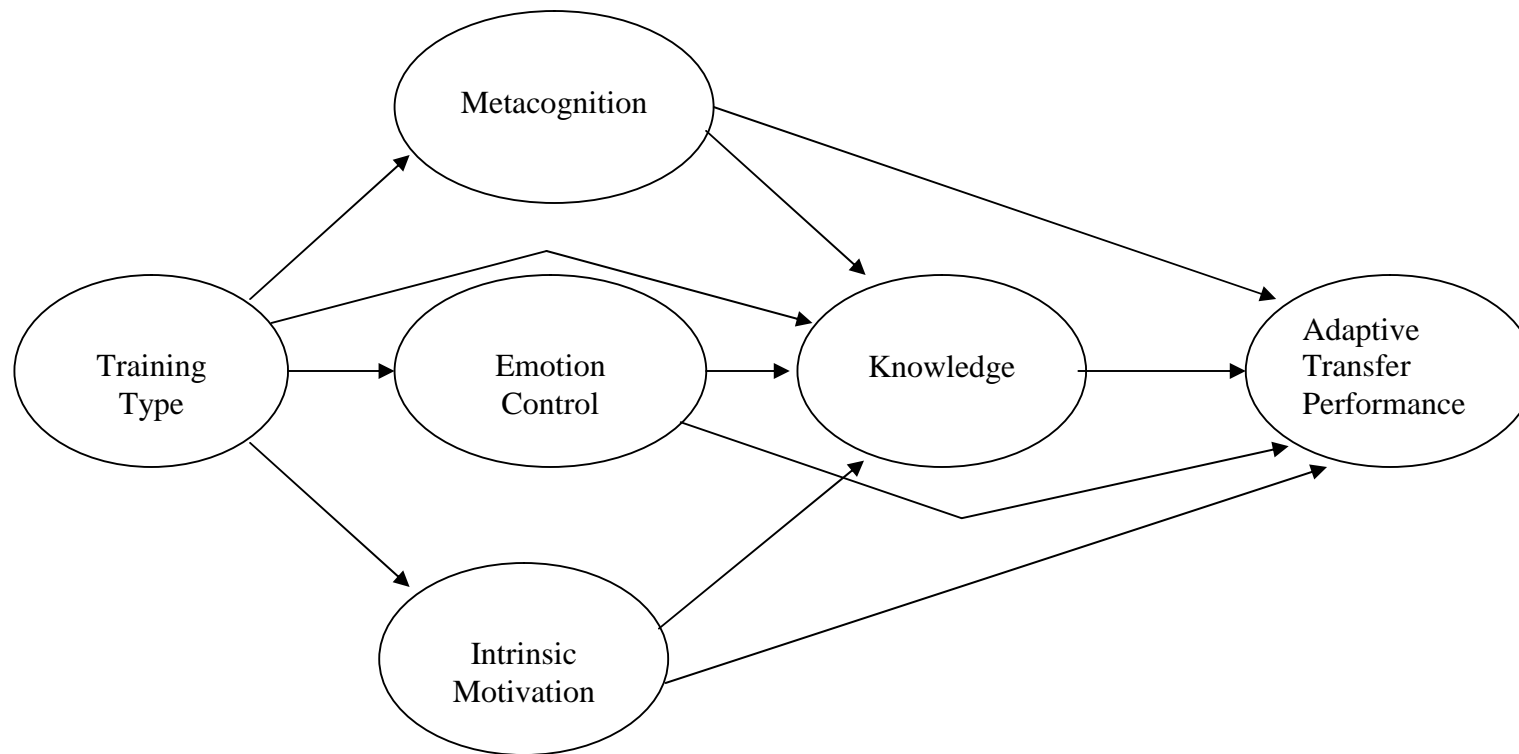 Metacognition
Training
Type
Emotion
Control
Knowledge
Adaptive
Transfer
Performance
Intrinsic
Motivation